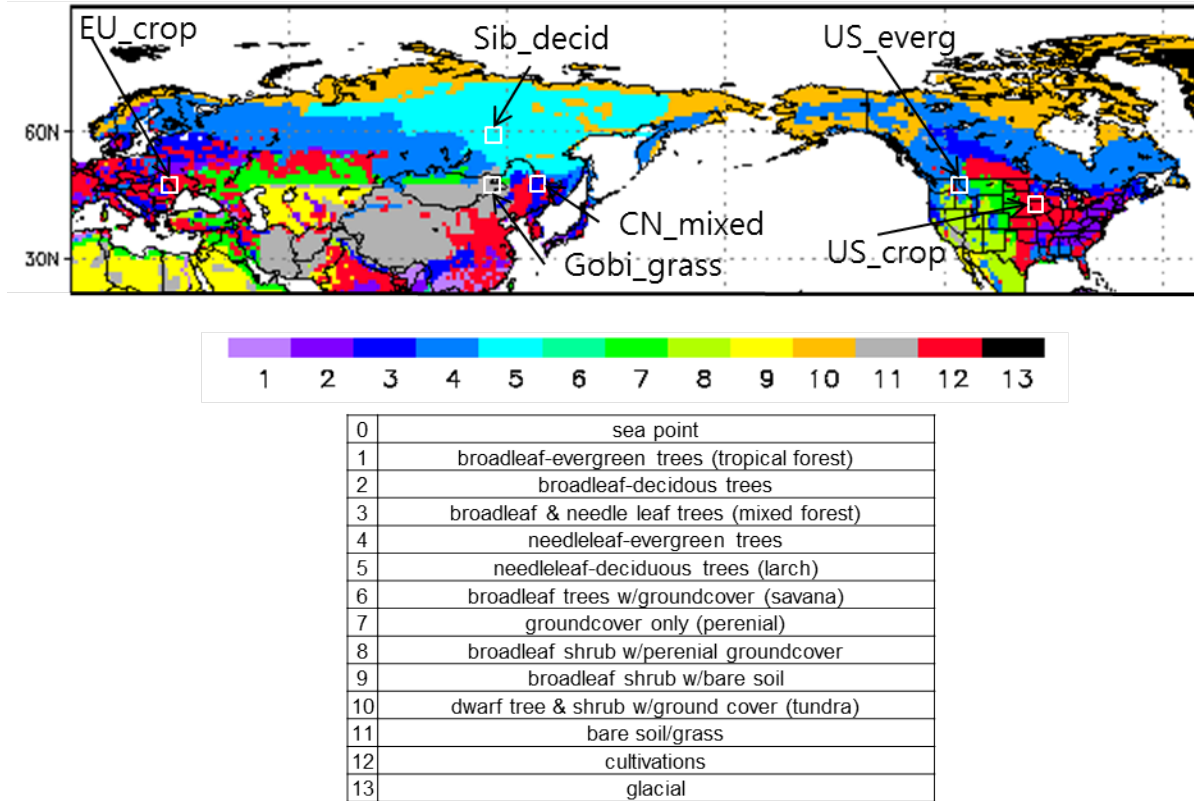 EU_crop
Sib_decid
US_everg
60N
CN_mixed
US_crop
30N
Gobi_grass
1 2 3 4 5 6 7 8 9 10 11 12 13
0 sea point
1 broadleaf-evergreen trees (tropical forest)
2 broadleaf-decidous trees
3 broadleaf & needle leaf trees (mixed forest)
4 needleleaf-evergreen trees
5 needleleaf-deciduous trees (larch)
6 broadleaf trees w/groundcover (savana)
7 groundcover only (perenial)
8 broadleaf shrub w/perenial groundcover
9 broadleaf shrub w/bare soil
10 dwarf tree & shrub w/ground cover (tundra)
11 bare soil/grass
12 cultivations
13 glacial